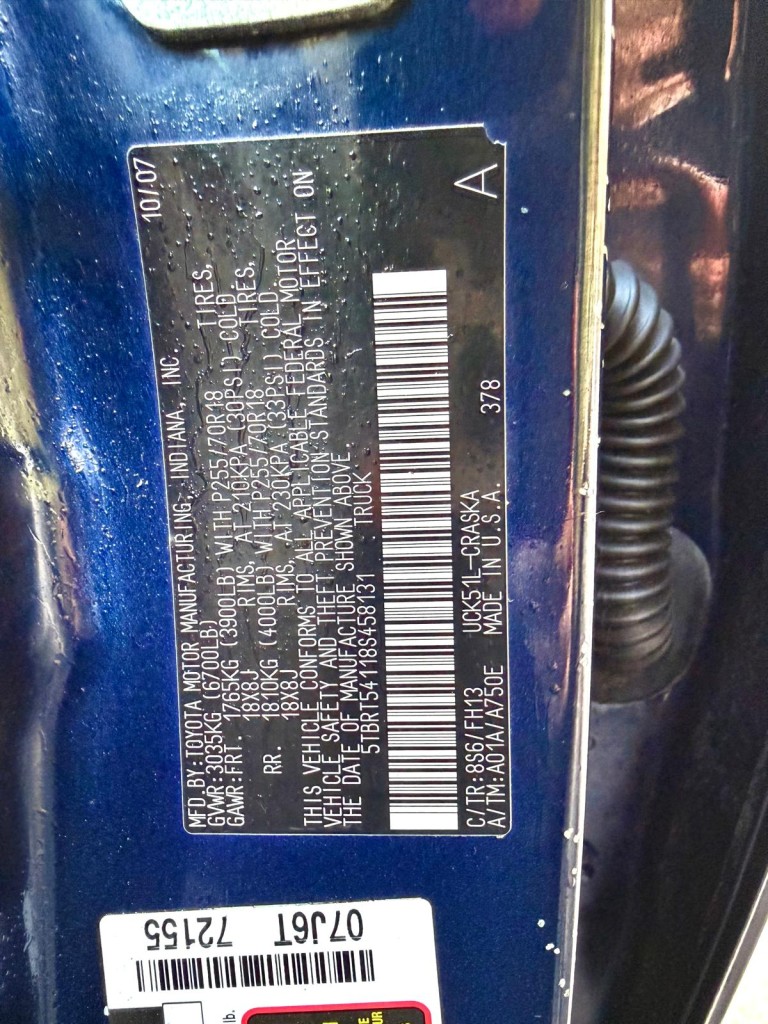 MFD.BY:TOYOTA MOTOR MANUFACTURING, INDIANA, INC. 10/07
GVWR:3035KG (6700LB)
GAWR:FRT. 1765KG (3900LB) WITH P255/70R18 TIRES,
18X8J RIMS, AT 210KPA (30PSI) COLD
RR. 1810KG (4000LB) WITH P255/70R18 TIRES,
18X8J RIMS, AT 230KPA (33PSI) COLD
THIS VEHICLE CONFORMS TO ALL APPLICABLE FEDERAL MOTOR
VEHICLE SAFETY AND THEFT PREVENTION STANDARDS IN EFFECT ON
THE DATE OF MANUFACTURE SHOWN ABOVE.
5TBRT54118S458131 TRUCK
C/TR:8S6/FH13 UCK51L-CRASKA 378 A
A/TM:A01A/A750E MADE IN U.S.A.
07J6T 72155
lb.